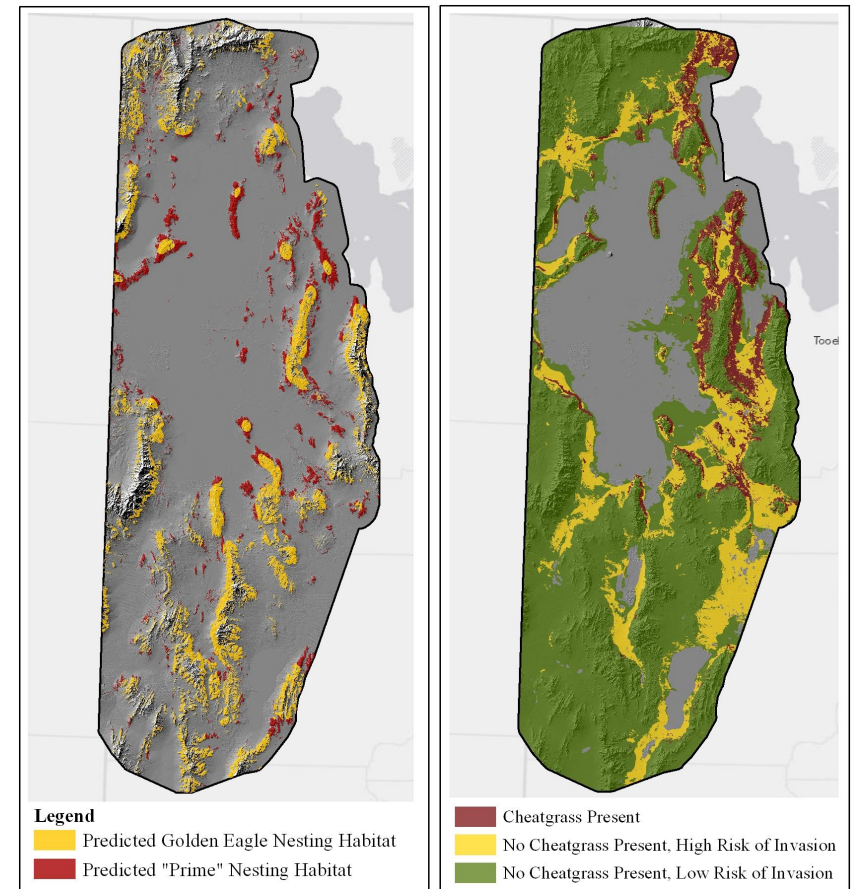 Tooel
Legend
Predicted Golden Eagle Nesting Habitat
Predicted "Prime" Nesting Habitat
Cheatgrass Present
No Cheatgrass Present, High Risk of Invasion
No Cheatgrass Present, Low Risk of Invasion